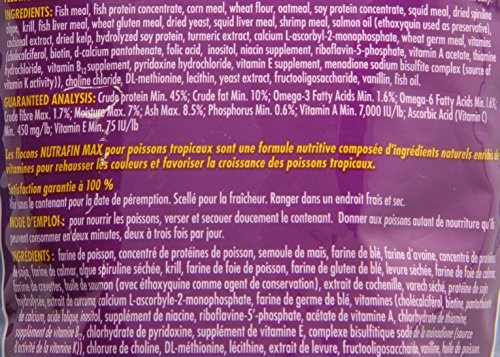 INGREDIENTS: Fish meal, fish protein concentrate, corn meal, wheat flour, oatmeal, soy protein concentrate, squid meal, dried spirulina
algae, krill, fish liver meal, wheat gluten meal, dried yeast, squid liver meal, shrimp meal, salmon oil (ethoxyquin used as preservative),
cochineal extract, dried kelp, hydrolyzed soy protein, turmeric extract, calcium L-ascorbyl-2-monophosphate, wheat germ meal, vitamins
(cholecalciferol, biotin, d-calcium pantothenate, folic acid, inositol, niacin supplement, riboflavin-5-phosphate, vitamin A acetate, thiamine
hydrochloride, vitamin B12 supplement, pyridoxine hydrochloride, vitamin E supplement, menadione sodium bisulfite complex (source of
vitamin K activity)), choline chloride, DL-methionine, lecithin, yeast extract, fructooligosaccharide, vanillin, fish oil.
GUARANTEED ANALYSIS: Crude protein Min. 45%; Crude fat Min. 10%; Omega-3 Fatty Acids Min. 1.6%; Omega-6 Fatty Acids Min.
Crude fibre Max. 1.7%; Moisture Max. 7%; Ash Max. 8.5%; Phosphorus Min. 0.6%; Vitamin A Min. 7,000 IU/lb; Ascorbic Acid (Vitamin C)
Min. 450 mg/lb; Vitamin E Min. 75 IU/lb
Les flocons NUTRAFIN MAX pour poissons tropicaux sont une formule nutritive composée d'ingrédients naturels enrichis de
vitamines pour rehausser les couleurs et favoriser la croissance des poissons tropicaux.
Satisfaction garantie à 100 %
Voir sous le contenant pour la date de péremption. Scellé pour la fraîcheur. Ranger dans un endroit frais et sec.
MODE D'EMPLOI: pour nourrir les poissons, verser et secouer doucement le contenant. Donner aux poissons autant de nourriture qu'ils
peuvent consommer en deux minutes, deux à trois fois par jour.
INGRÉDIENTS : farine de poisson, concentré de protéines de poisson, semoule de maïs, farine de blé, farine d'avoine, concentré de protéines
de soja, farine de calmar, algue spiruline séchée, krill, farine de foie de poisson, farine de gluten de blé, levure séchée, farine de foie de calmar,
farine de crevettes, huile de saumon (avec éthoxyquine comme agent de conservation), extrait de cochenille, varech séché, protéines de soja
hydrolysée, extrait de curcuma, calcium L-ascorbyle-2-monophosphate, farine de germe de blé, vitamines (cholécalciférol, biotine, pantothénate
de calcium, acide folique, inositol, supplément de niacine, riboflavine-5'-phosphate, acétate de vitamine A, chlorhydrate de thiamine,
supplément de vitamine B12, chlorhydrate de pyridoxine, supplément de vitamine E, complexe bisulfitique sodé de la ménadione (source
d'activité de la vitamine K)), chlorure de choline, DL-méthionine, lécithine, extrait de levure, fructooligosaccharide, vanilline,